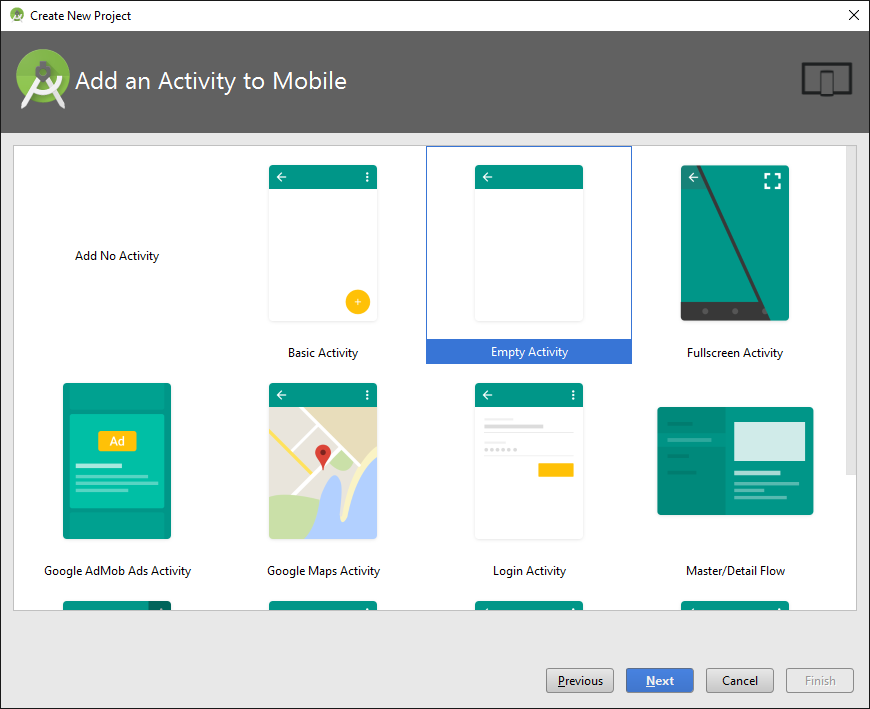 Create New Project
Add an Activity to Mobile
Add No Activity
Basic Activity
Empty Activity
Fullscreen Activity
Ad
Google AdMob Ads Activity
Google Maps Activity
Login Activity
Master/Detail Flow
Previous
Next
Cancel
Finish